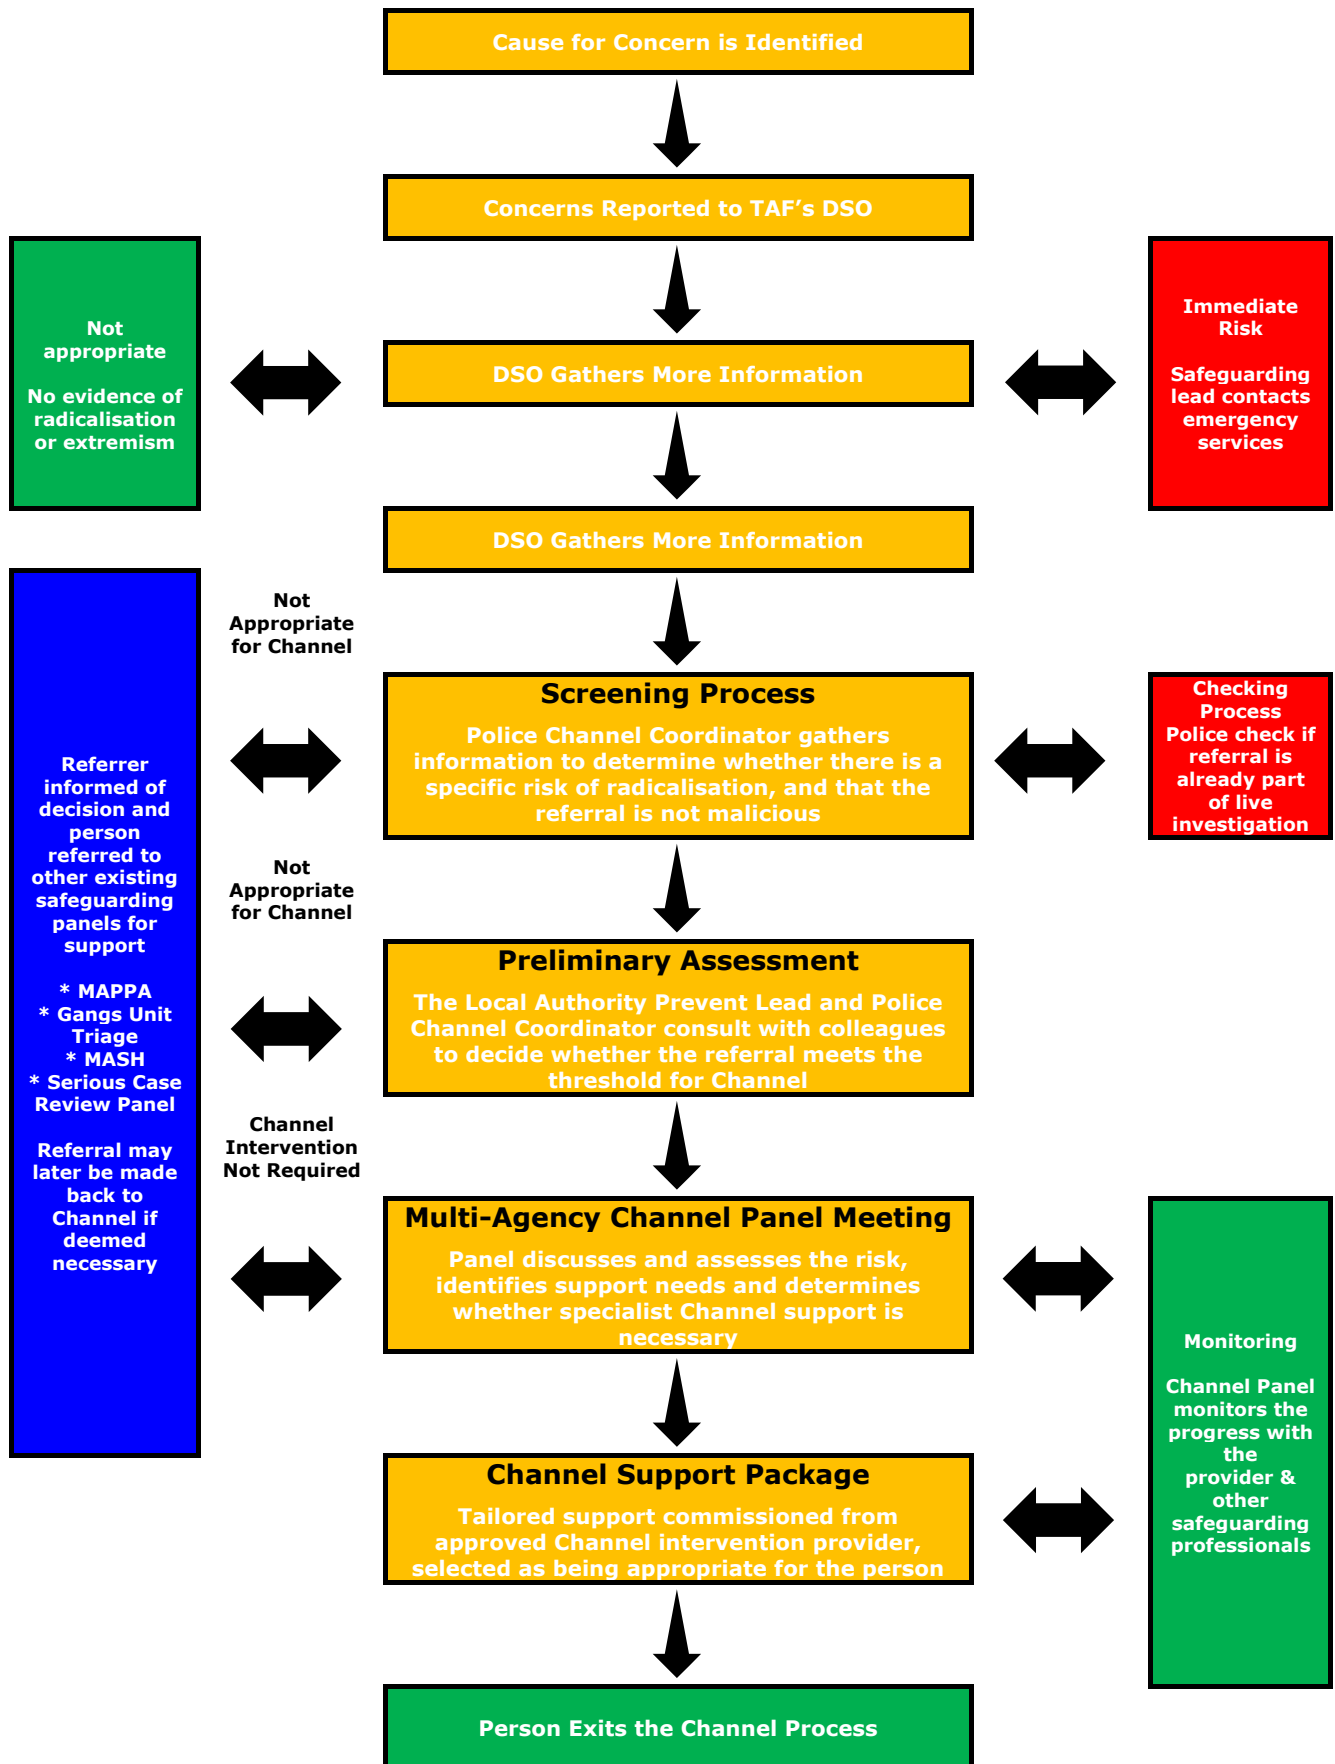 Cause for Concern is Identified
Concerns Reported to TAF’s DSO
Not
appropriate
No evidence of
radicalisation
or extremism
DSO Gathers More Information
Immediate
Risk
Safeguarding
lead contacts
emergency
services
DSO Gathers More Information
Not
Appropriate
for Channel
Screening Process
Police Channel Coordinator gathers
information to determine whether there is a
specific risk of radicalisation, and that the
referral is not malicious
Checking
Process
Police check if
referral is
already part
of live
investigation
Referrer
informed of
decision and
person
referred to
other existing
safeguarding
panels for
support
* MAPPA
* Gangs Unit
Triage
* MASH
* Serious Case
Review Panel
Referral may
later be made
back to
Channel if
deemed
necessary
Not
Appropriate
for Channel
Preliminary Assessment
The Local Authority Prevent Lead and Police
Channel Coordinator consult with colleagues
to decide whether the referral meets the
threshold for Channel
Channel
Intervention
Not Required
Multi-Agency Channel Panel Meeting
Panel discusses and assesses the risk,
identifies support needs and determines
whether specialist Channel support is
necessary
Monitoring
Channel Panel
monitors the
progress with
the
provider &
other
safeguarding
professionals
Channel Support Package
Tailored support commissioned from
approved Channel intervention provider,
selected as being appropriate for the person
Person Exits the Channel Process